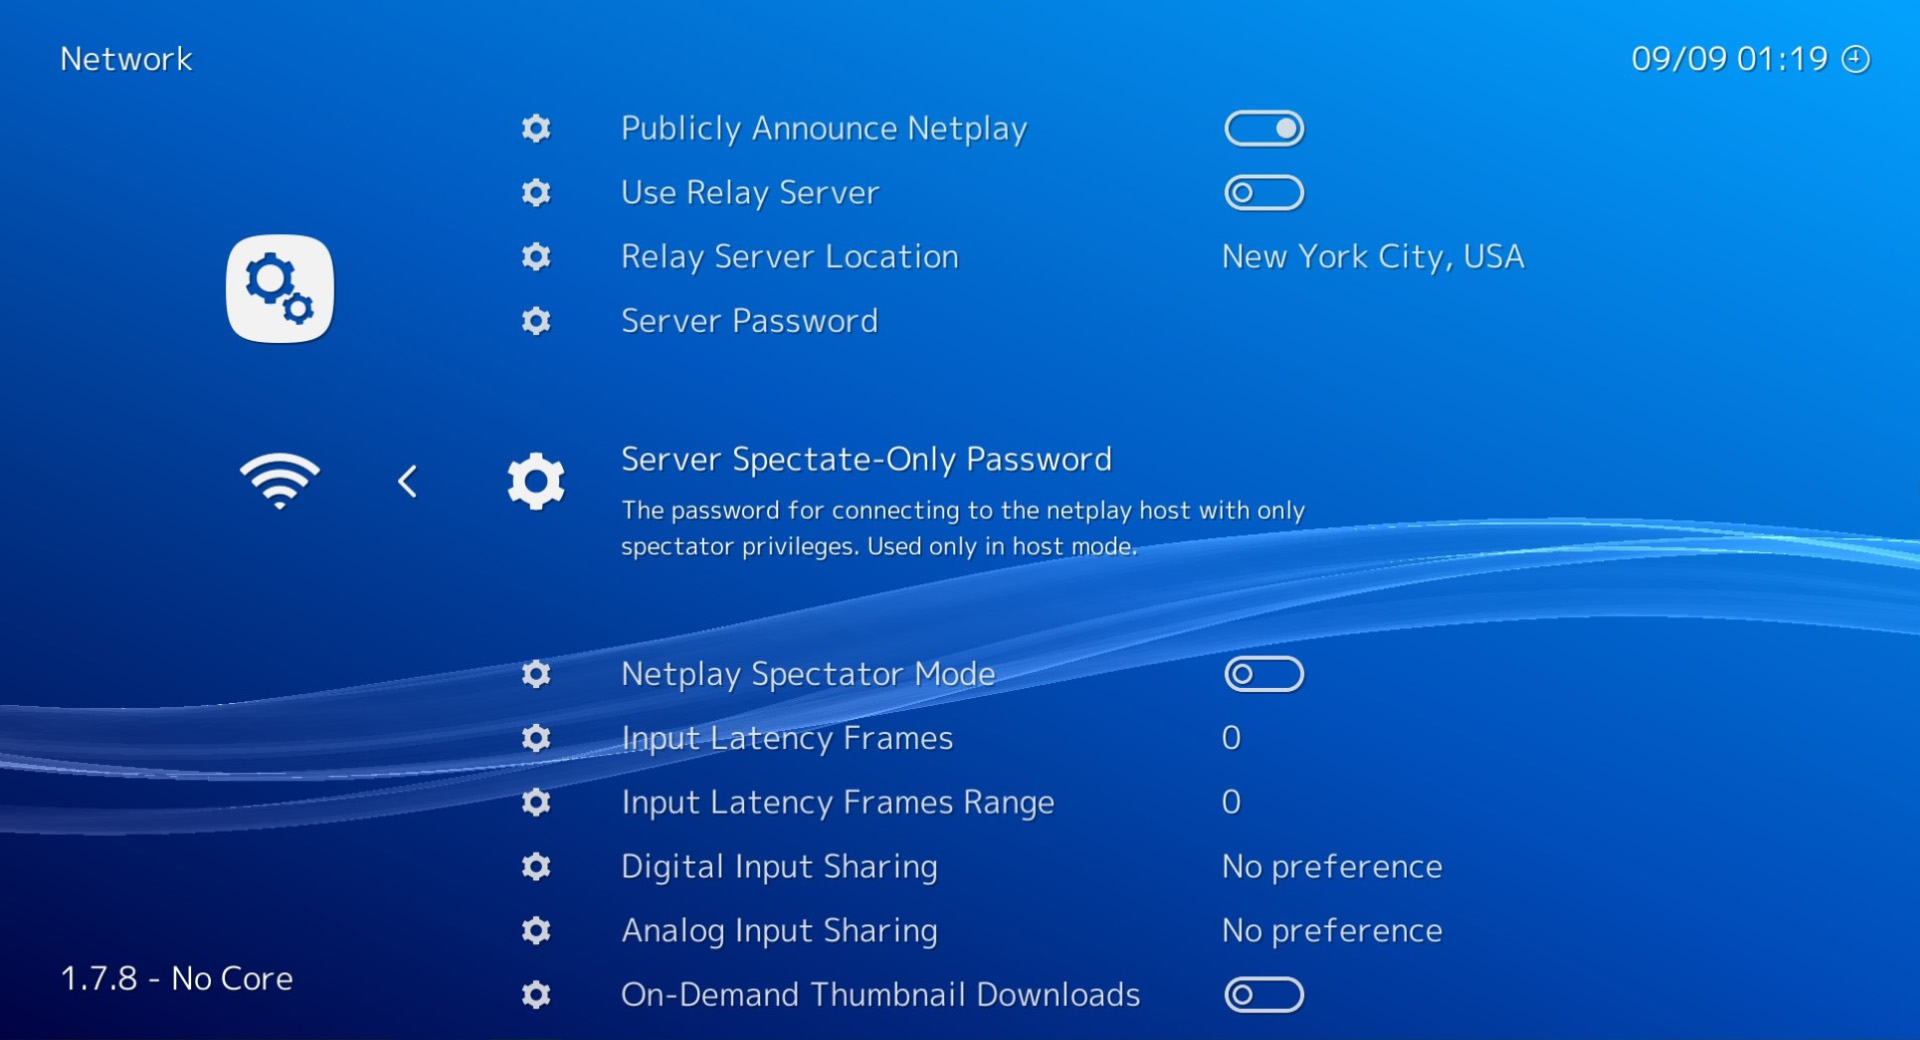 Network
09/09 01:19
Publicly Announce Netplay
Use Relay Server
Relay Server Location New York City, USA
Server Password
Server Spectate-Only Password
The password for connecting to the netplay host with only
spectator privileges. Used only in host mode.
Netplay Spectator Mode
Input Latency Frames 0
Input Latency Frames Range 0
Digital Input Sharing No preference
Analog Input Sharing No preference
On-Demand Thumbnail Downloads
1.7.8 - No Core